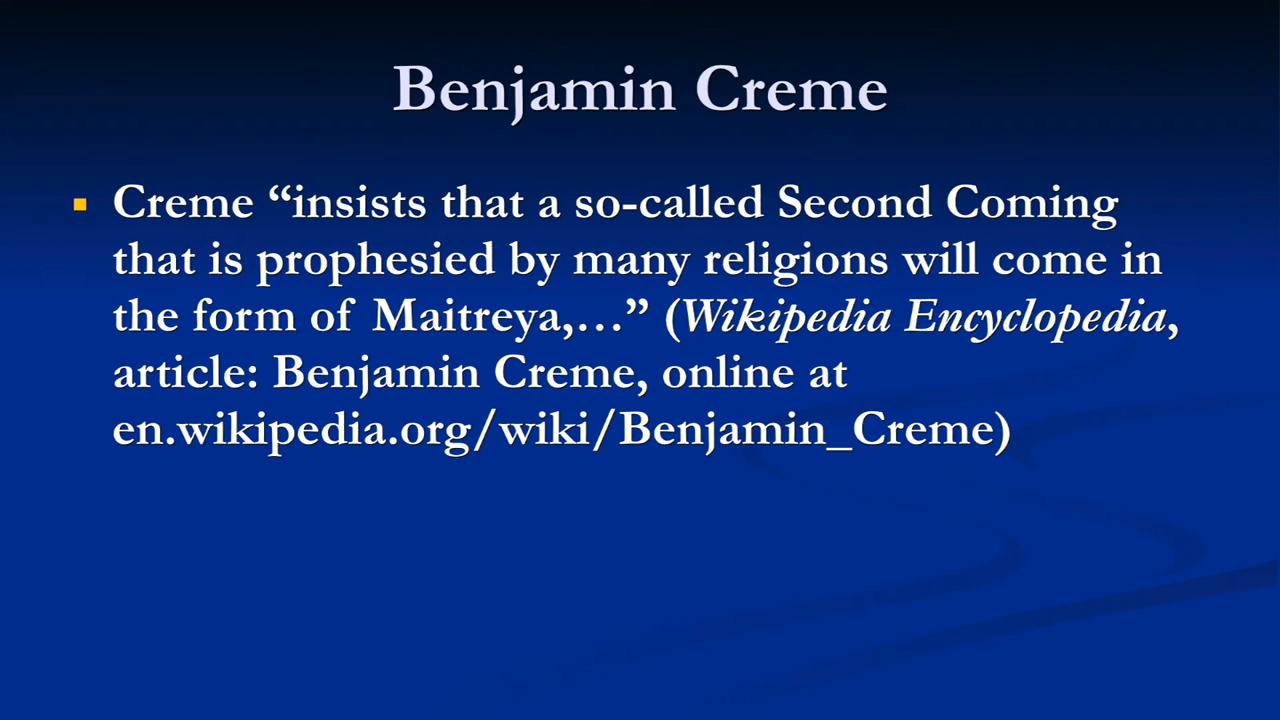 Benjamin Creme
Creme “insists that a so-called Second Coming
that is prophesied by many religions will come in
the form of Maitreya,…” (Wikipedia Encyclopedia,
article: Benjamin Creme, online at
en.wikipedia.org/wiki/Benjamin_Creme)